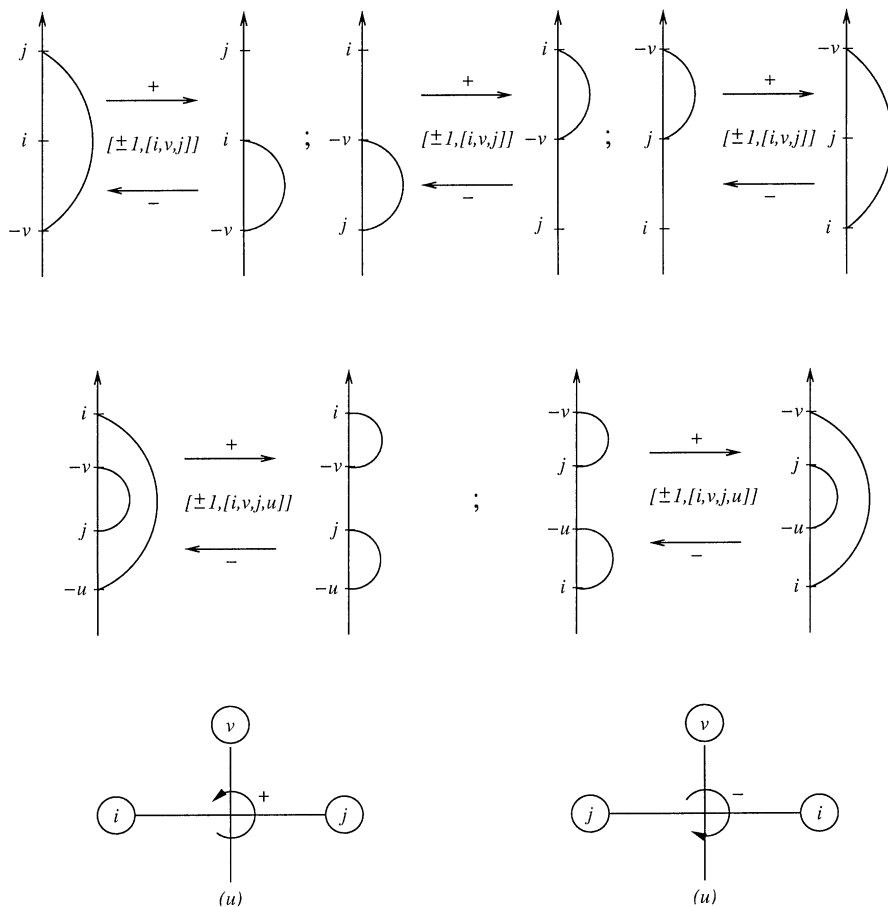 j i i -v -v
+ + +
i [±1,[i,v,j]] i ; -v [±1,[i,v,j]] -v ; j [±1,[i,v,j]] j
− − −
-v -v j j i i
j
i i -v -v
+ +
-v -v j j
[±1,[i,v,j,u]] ; [±1,[i,v,j,u]]
j j -u -u
− −
-u -u i i
v v
+ −
i j j i
(u) (u)